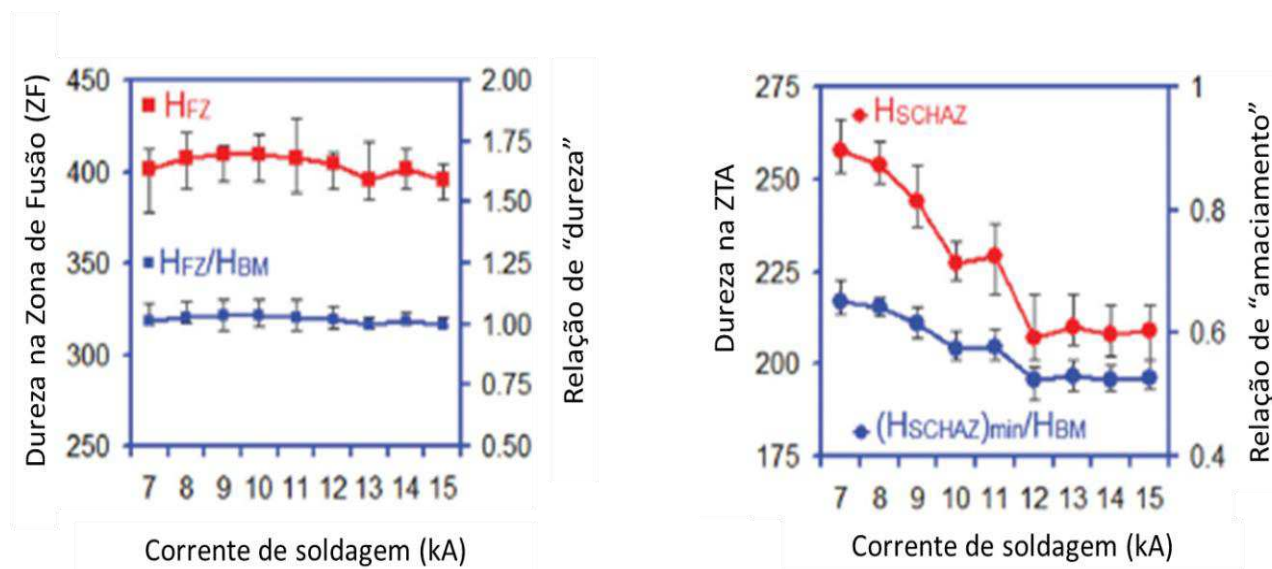 Dureza na Zona de Fusão (ZF)
450
400
350
300
250
HFZ
HFZ/HBM
2.00
1.75
1.50
1.25
1.00
0.75
0.50
Relação de “dureza”
7 8 9 10 11 12 13 14 15
Corrente de soldagem (kA)
Dureza na ZTA
275
250
225
200
175
HSCHAZ
(HSCHAZ)min/HBM
1
0.8
0.6
0.4
Relação de “amaciamento”
7 8 9 10 11 12 13 14 15
Corrente de soldagem (kA)